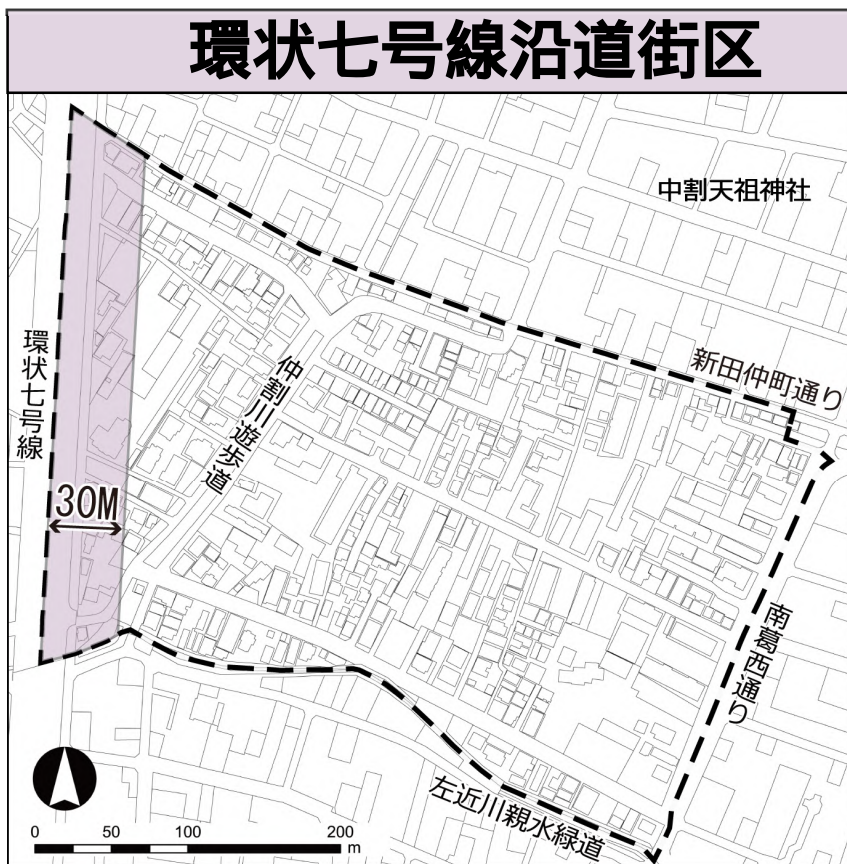 環状七号線沿道街区
中割天祖神社
新田仲町通り
環状七号線
仲割川遊歩道
30M
南葛西通り
左近川親水緑道
0 50 100 200 m